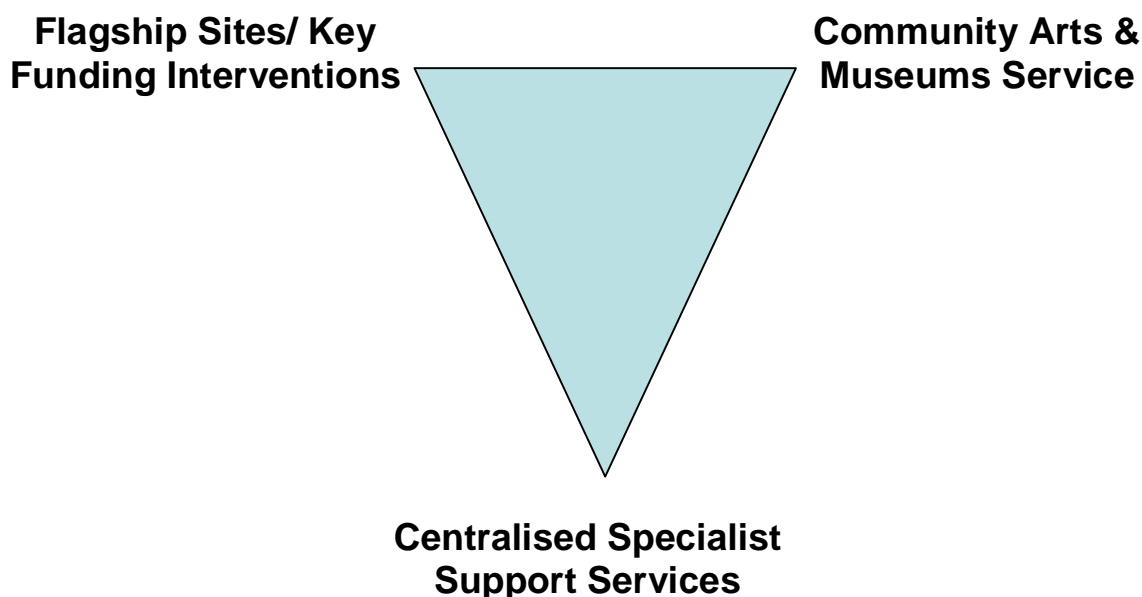 Flagship Sites/ Key
Funding Interventions
Community Arts &
Museums Service
Centralised Specialist
Support Services